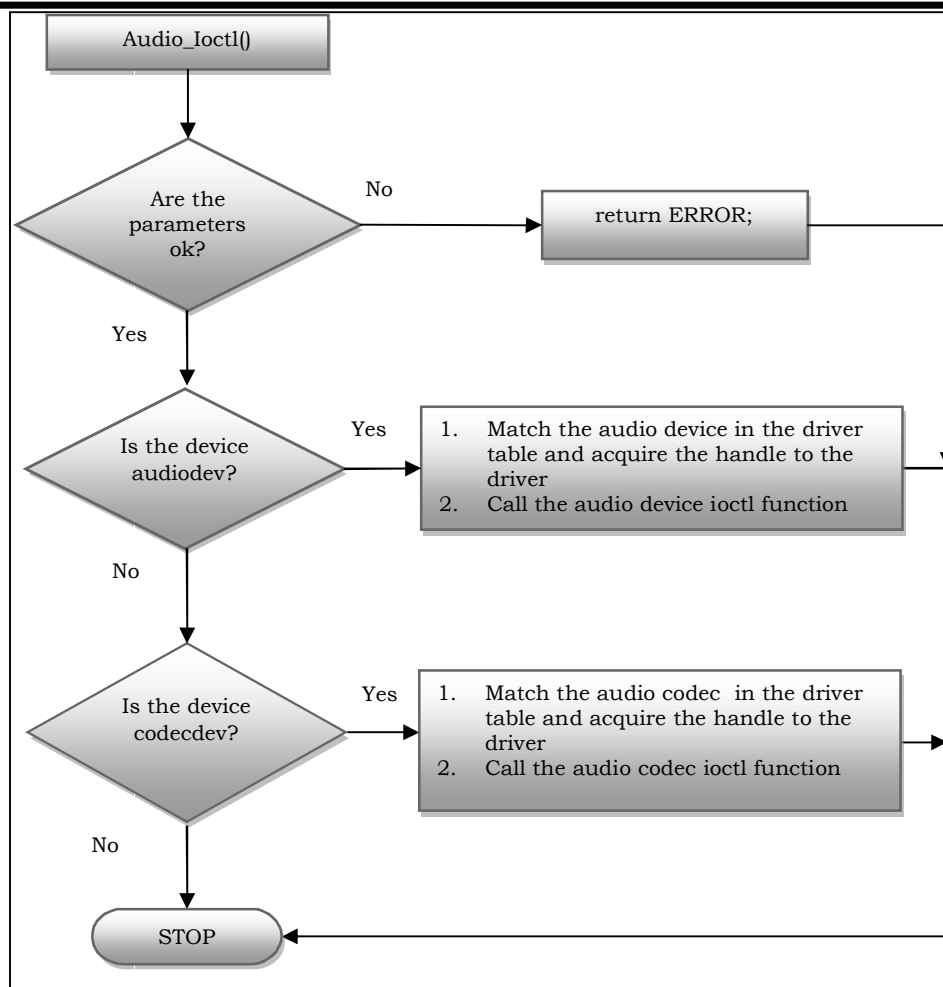 Audio_Ioctl()
Are the
parameters
ok?
No
return ERROR;
Yes
Is the device
audiodev?
Yes
1. Match the audio device in the driver
table and acquire the handle to the
driver
2. Call the audio device ioctl function
No
Is the device
codecdev?
Yes
1. Match the audio codec in the driver
table and acquire the handle to the
driver
2. Call the audio codec ioctl function
No
STOP